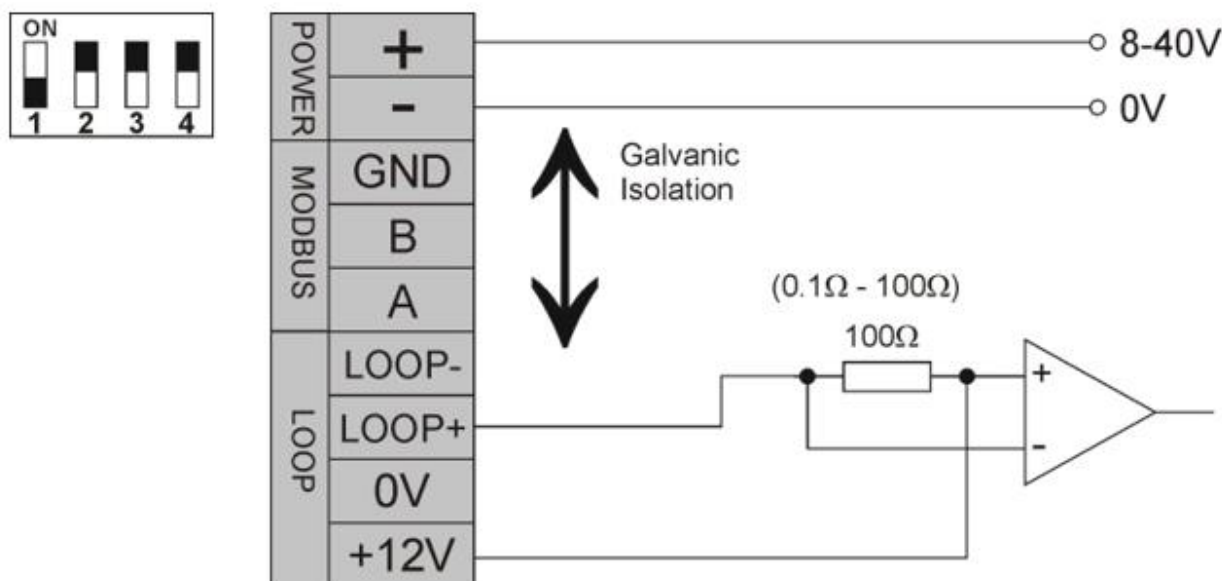 ON
1 2 3 4
POWER
+
-
MODBUS
GND
B
A
LOOP
LOOP-
LOOP+
0V
+12V
8-40V
0V
Galvanic
Isolation
(0.1Ω - 100Ω)
100Ω
+
-